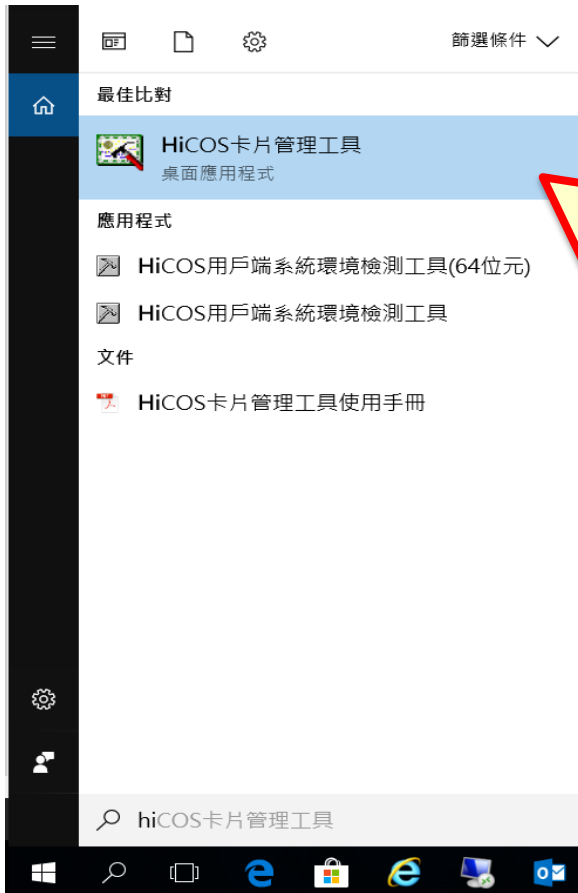 篩選條件
最佳比對
HiCOS卡片管理工具
桌面應用程式
應用程式
HiCOS用戶端系統環境檢測工具(64位元)
HiCOS用戶端系統環境檢測工具
文件
HiCOS卡片管理工具使用手冊
hiCOS卡片管理工具